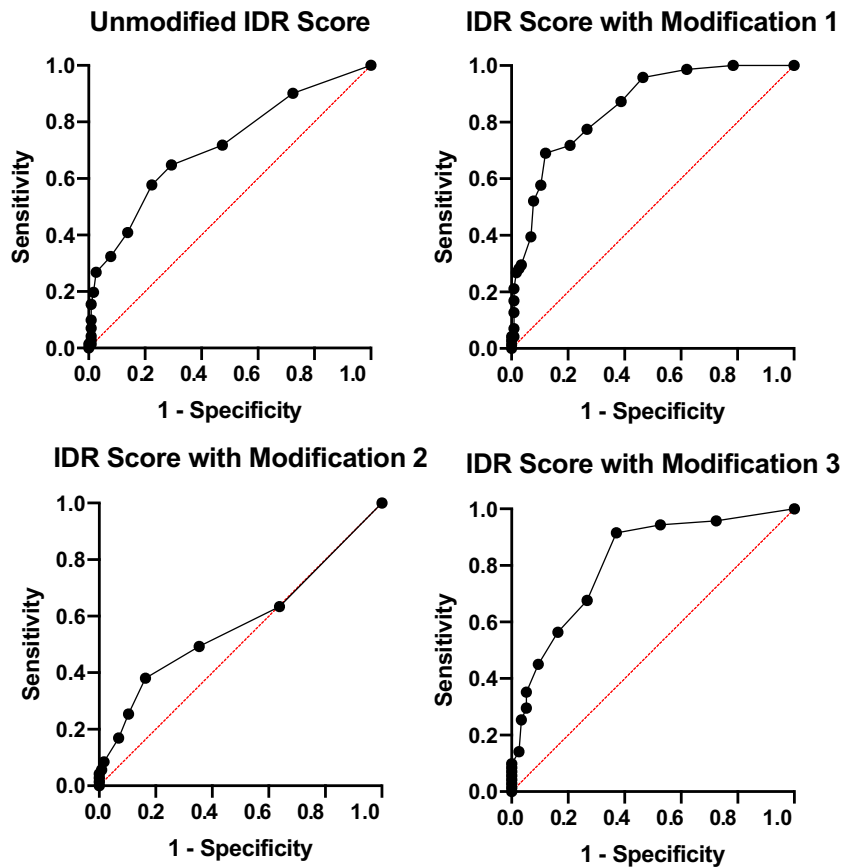 Unmodified IDR Score
1.0
0.8
0.6
0.4
0.2
0.0
Sensitivity
0.0 0.2 0.4 0.6 0.8 1.0
1 - Specificity
IDR Score with Modification 1
1.0
0.8
0.6
0.4
0.2
0.0
Sensitivity
0.0 0.2 0.4 0.6 0.8 1.0
1 - Specificity
IDR Score with Modification 2
1.0
0.8
0.6
0.4
0.2
0.0
Sensitivity
0.0 0.2 0.4 0.6 0.8 1.0
1 - Specificity
IDR Score with Modification 3
1.0
0.8
0.6
0.4
0.2
0.0
Sensitivity
0.0 0.2 0.4 0.6 0.8 1.0
1 - Specificity